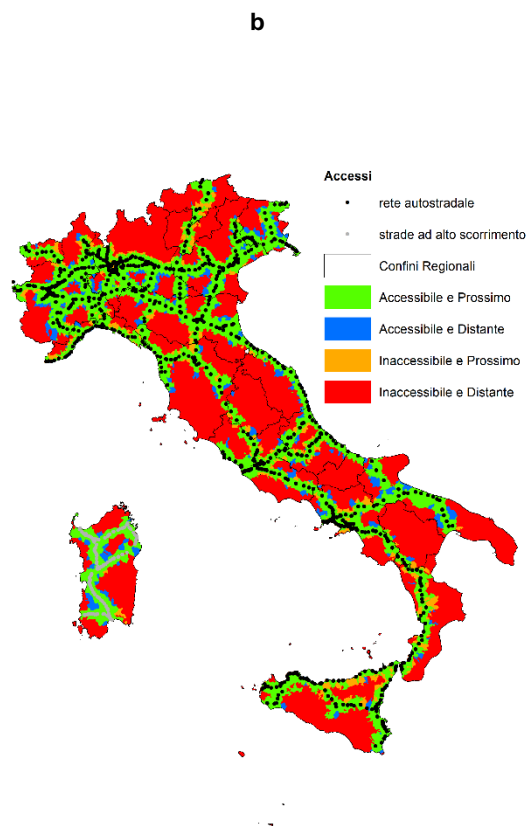 b
Accessi
rete autostradale
strade ad alto scorrimento
Confini Regionali
Accessibile e Prossimo
Accessibile e Distante
Inaccessibile e Prossimo
Inaccessibile e Distante